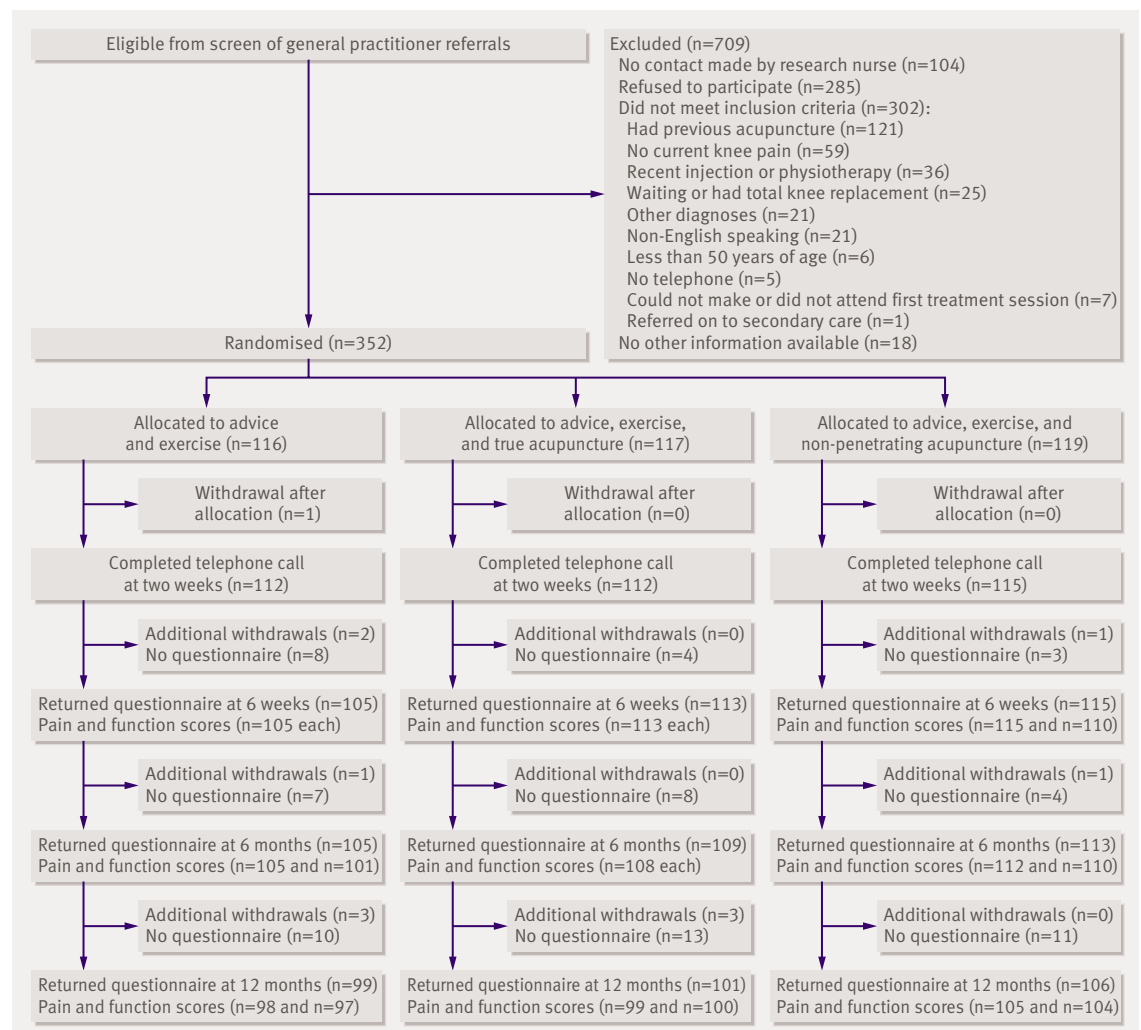 Eligible from screen of general practitioner referrals
Excluded (n=709)
No contact made by research nurse (n=104)
Refused to participate (n=285)
Did not meet inclusion criteria (n=302):
Had previous acupuncture (n=121)
No current knee pain (n=59)
Recent injection or physiotherapy (n=36)
Waiting or had total knee replacement (n=25)
Other diagnoses (n=21)
Non-English speaking (n=21)
Less than 50 years of age (n=6)
No telephone (n=5)
Could not make or did not attend first treatment session (n=7)
Referred on to secondary care (n=1)
No other information available (n=18)
Randomised (n=352)
Allocated to advice
and exercise (n=116)
Allocated to advice, exercise,
and true acupuncture (n=117)
Allocated to advice, exercise, and
non-penetrating acupuncture (n=119)
Withdrawal after
allocation (n=1)
Withdrawal after
allocation (n=0)
Withdrawal after
allocation (n=0)
Completed telephone call
at two weeks (n=112)
Completed telephone call
at two weeks (n=112)
Completed telephone call
at two weeks (n=115)
Additional withdrawals (n=2)
No questionnaire (n=8)
Additional withdrawals (n=0)
No questionnaire (n=4)
Additional withdrawals (n=1)
No questionnaire (n=3)
Returned questionnaire at 6 weeks (n=105)
Pain and function scores (n=105 each)
Returned questionnaire at 6 weeks (n=113)
Pain and function scores (n=113 each)
Returned questionnaire at 6 weeks (n=115)
Pain and function scores (n=115 and n=110)
Additional withdrawals (n=1)
No questionnaire (n=7)
Additional withdrawals (n=0)
No questionnaire (n=8)
Additional withdrawals (n=1)
No questionnaire (n=4)
Returned questionnaire at 6 months (n=105)
Pain and function scores (n=105 and n=101)
Returned questionnaire at 6 months (n=109)
Pain and function scores (n=108 each)
Returned questionnaire at 6 months (n=113)
Pain and function scores (n=112 and n=110)
Additional withdrawals (n=3)
No questionnaire (n=10)
Additional withdrawals (n=3)
No questionnaire (n=13)
Additional withdrawals (n=0)
No questionnaire (n=11)
Returned questionnaire at 12 months (n=99)
Pain and function scores (n=98 and n=97)
Returned questionnaire at 12 months (n=101)
Pain and function scores (n=99 and n=100)
Returned questionnaire at 12 months (n=106)
Pain and function scores (n=105 and n=104)